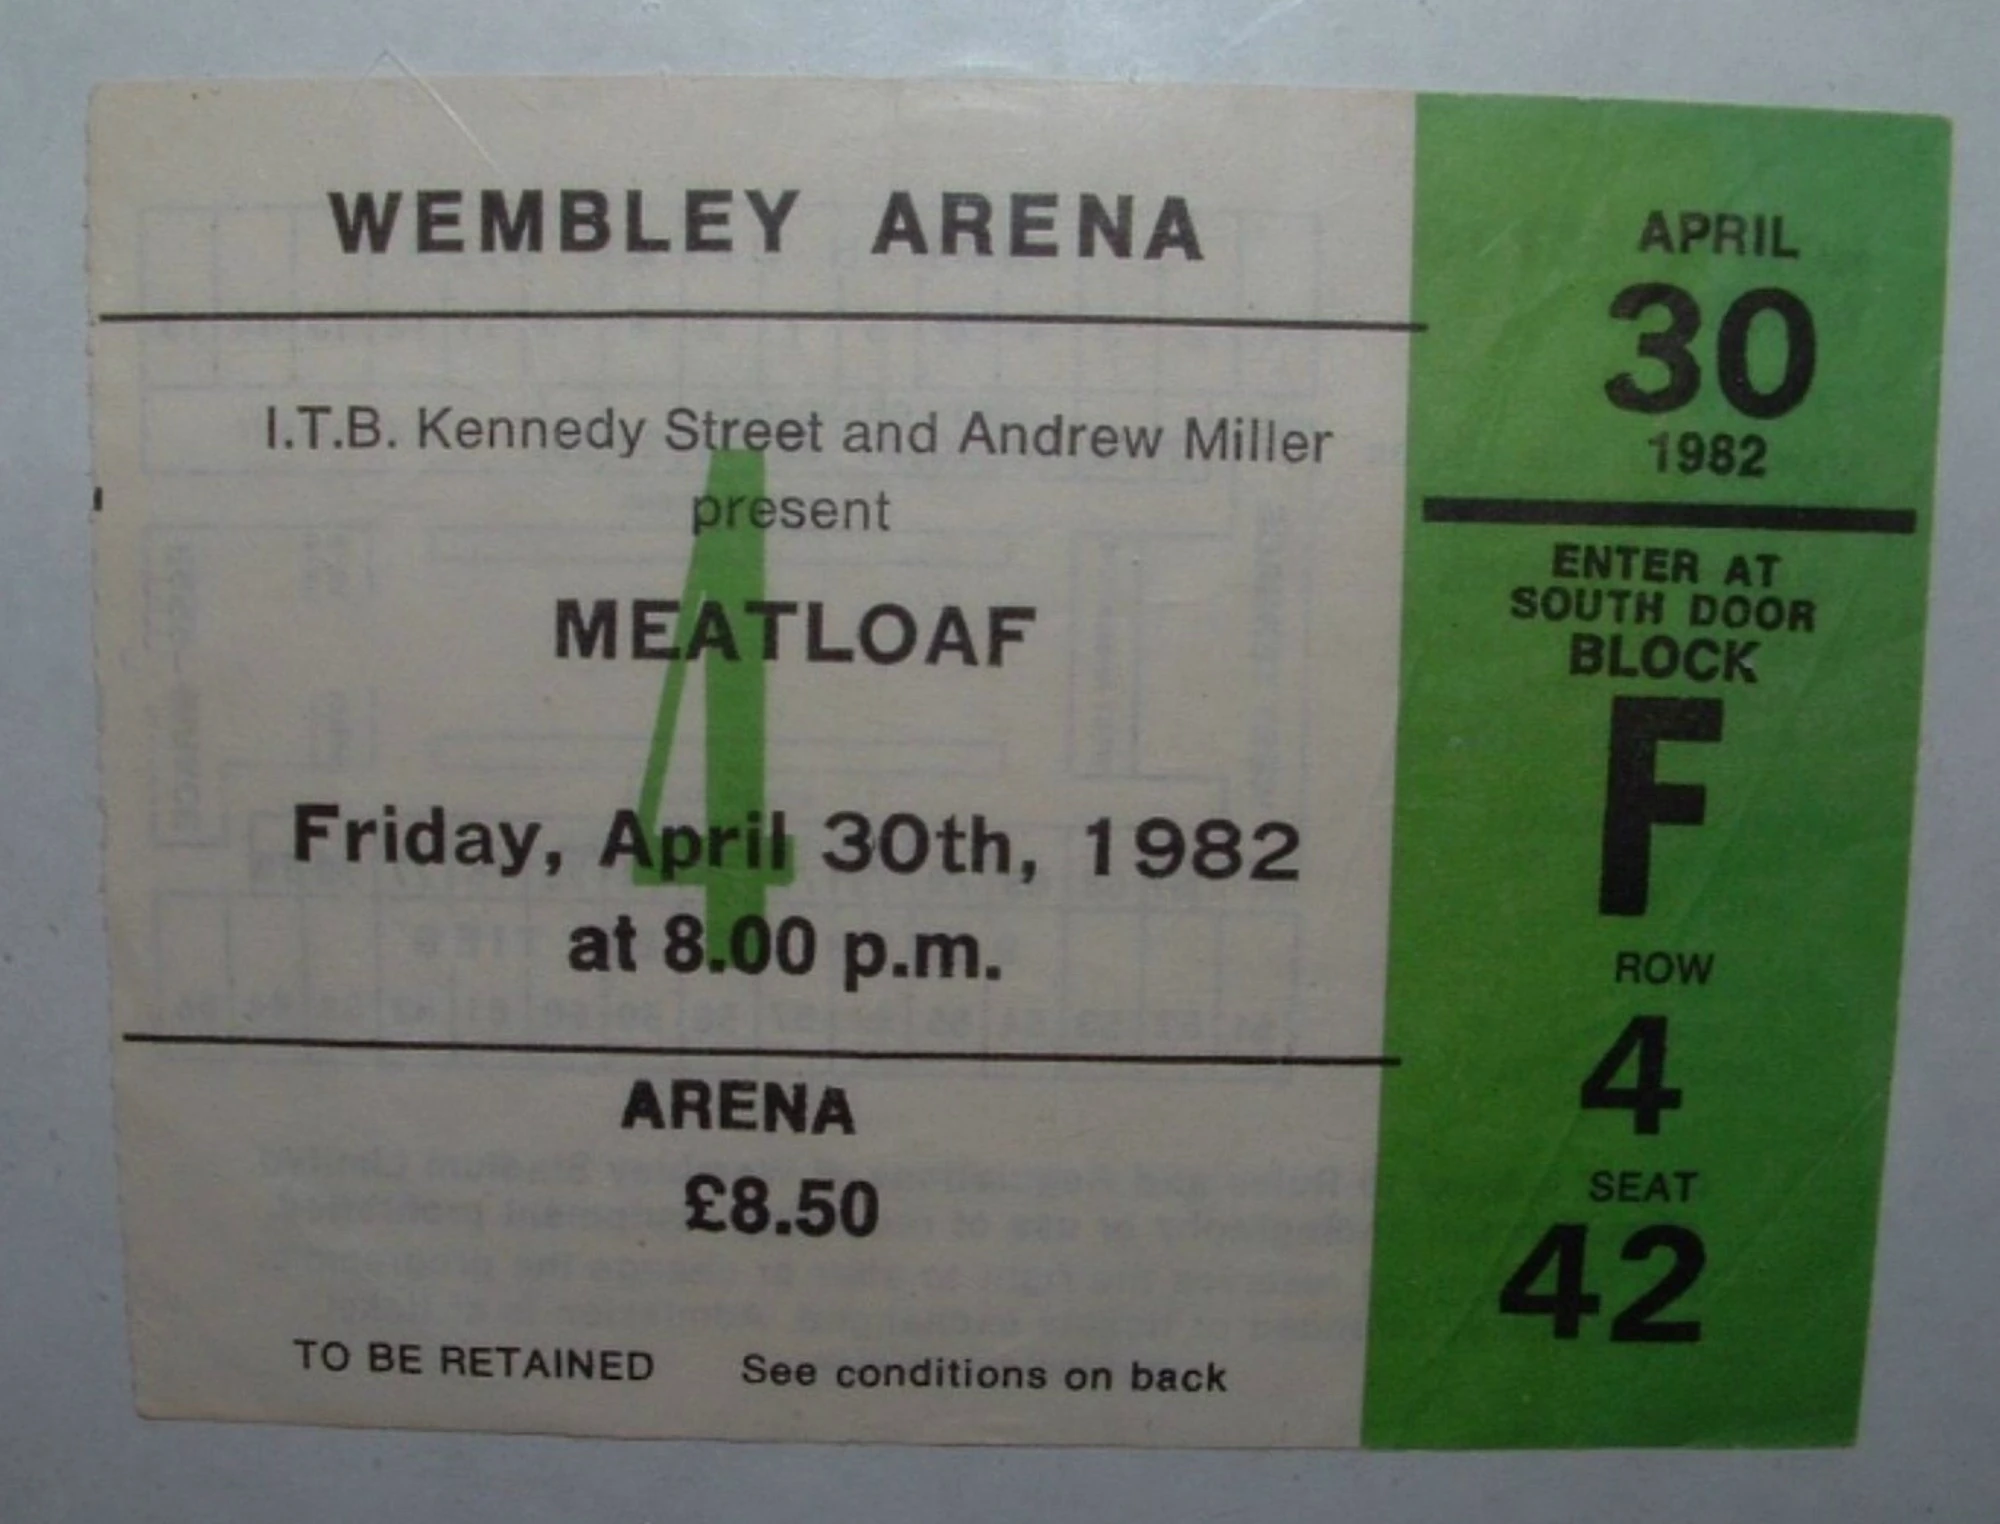 WEMBLEY ARENA
I.T.B. Kennedy Street and Andrew Miller
present
4
MEATLOAF
Friday, April 30th, 1982
at 8.00 p.m.
ARENA
£8.50
TO BE RETAINED See conditions on back
APRIL
30
1982
ENTER AT
SOUTH DOOR
BLOCK
F
ROW
4
SEAT
42